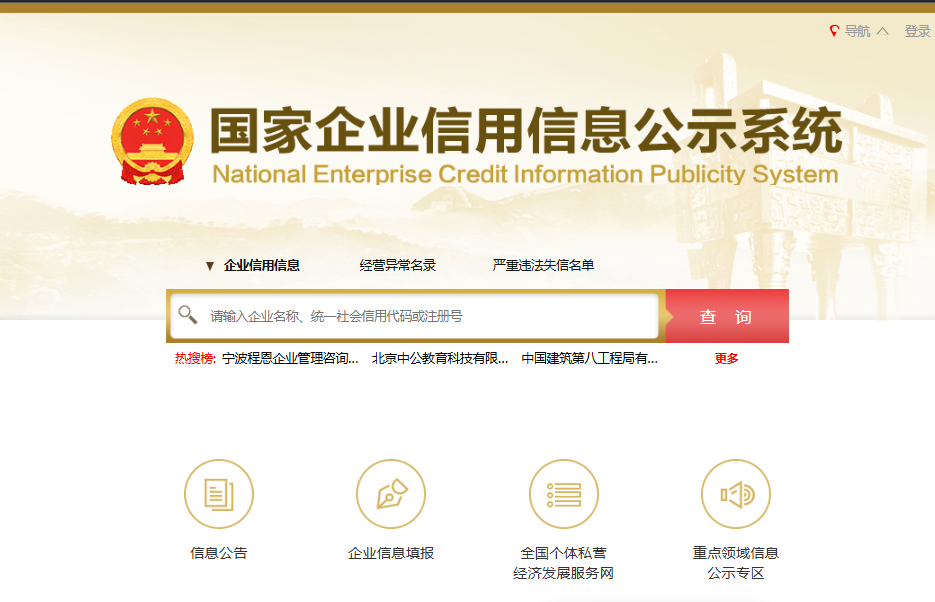 导航 登录
国家企业信用信息公示系统
National Enterprise Credit Information Publicity System
企业信用信息 经营异常名录 严重违法失信名单
请输入企业名称、统一社会信用代码或注册号 查 询
热搜榜: 宁波程恩企业管理咨询... 北京中公教育科技有限... 中国建筑第八工程局有... 更多
信息公告 企业信息填报 全国个体私营 重点领域信息
经济发展服务网 公示专区